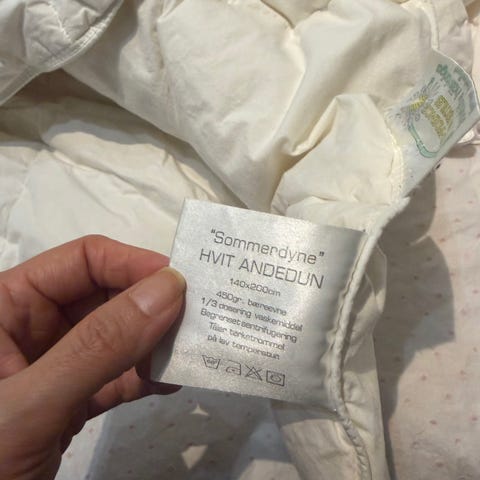 "Sommerdyne"
HVIT ANDEDUN
140x200cm
450gr. bæreevne
1/3 dosering vaskemiddel
Begrenset sentrifugering
Tåler tørketrommel
på lav temperatur